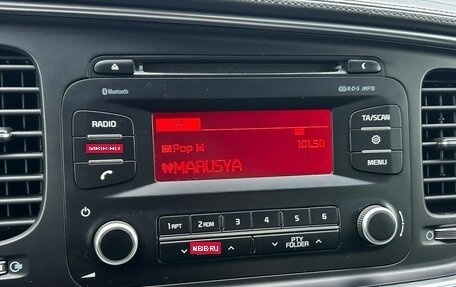 Bluetooth
RDS MP3
RADIO
TA/SCAN
Pop M
101.50
MARUSYA
MENU
1 RPT
2 RDM
3
4
5
6
PTY
FOLDER